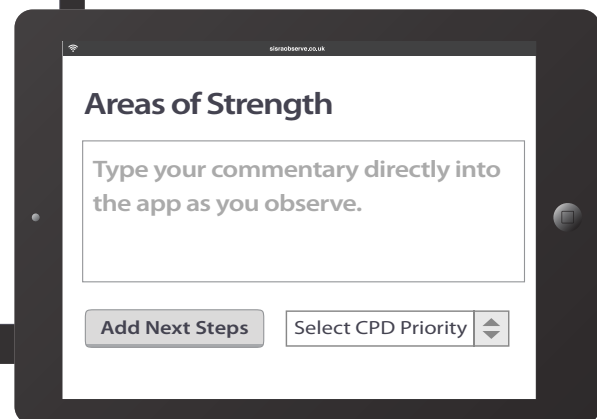 sisraobserve.co.uk
Areas of Strength
Type your commentary directly into
the app as you observe.
Add Next Steps
Select CPD Priority